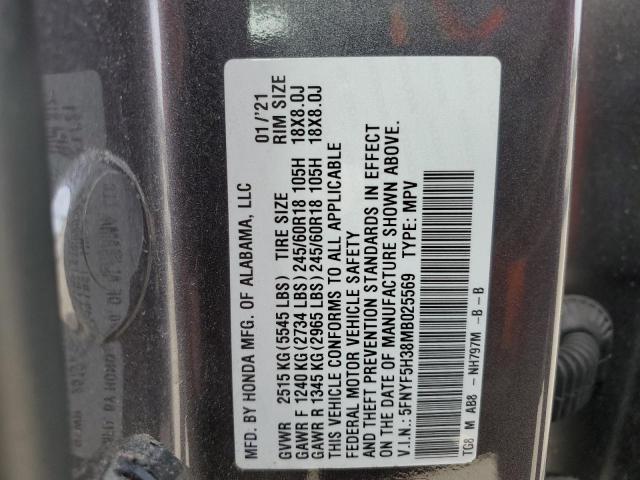 MFD. BY HONDA MFG. OF ALABAMA, LLC 01/'21
GVWR 2515 KG (5545 LBS) TIRE SIZE RIM SIZE
GAWR F 1240 KG (2734 LBS) 245/60R18 105H 18X8.0J
GAWR R 1345 KG (2965 LBS) 245/60R18 105H 18X8.0J
THIS VEHICLE CONFORMS TO ALL APPLICABLE
FEDERAL MOTOR VEHICLE SAFETY
AND THEFT PREVENTION STANDARDS IN EFFECT
ON THE DATE OF MANUFACTURE SHOWN ABOVE.
V.I.N.: 5FNYF5H38MB025569 TYPE: MPV
TG8 M AB8 - NH797M -B - B